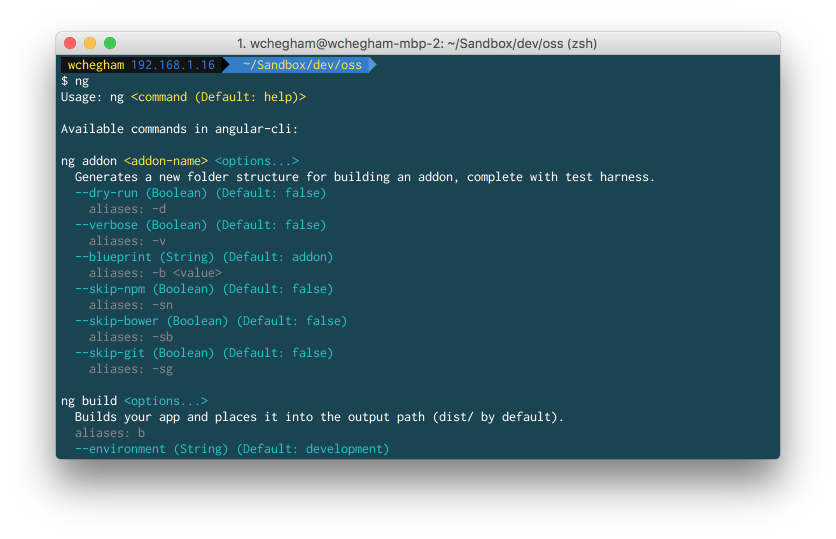 1. wchegham@wchegham-mbp-2: ~/Sandbox/dev/oss (zsh)
wchegham 192.168.1.16 ~/Sandbox/dev/oss
$ ng
Usage: ng <command (Default: help)>
Available commands in angular-cli:
ng addon <addon-name> <options...>
Generates a new folder structure for building an addon, complete with test harness.
--dry-run (Boolean) (Default: false)
aliases: -d
--verbose (Boolean) (Default: false)
aliases: -v
--blueprint (String) (Default: addon)
aliases: -b <value>
--skip-npm (Boolean) (Default: false)
aliases: -sn
--skip-bower (Boolean) (Default: false)
aliases: -sb
--skip-git (Boolean) (Default: false)
aliases: -sg
ng build <options...>
Builds your app and places it into the output path (dist/ by default).
aliases: b
--environment (String) (Default: development)